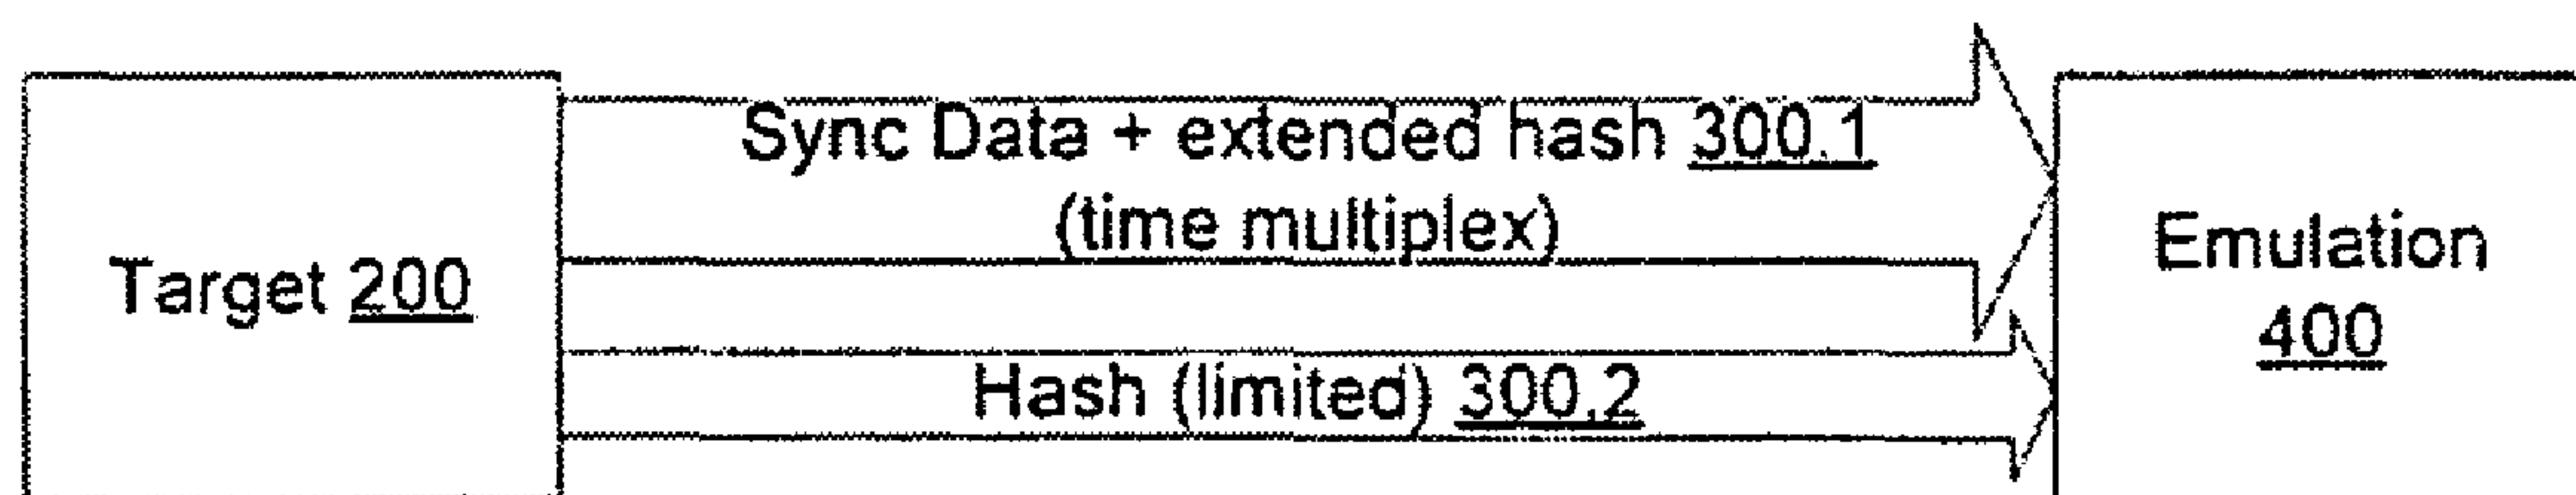 Sync Data + extended hash 300.1
(time multiplex)
Target 200
Emulation
400
Hash (limited) 300.2